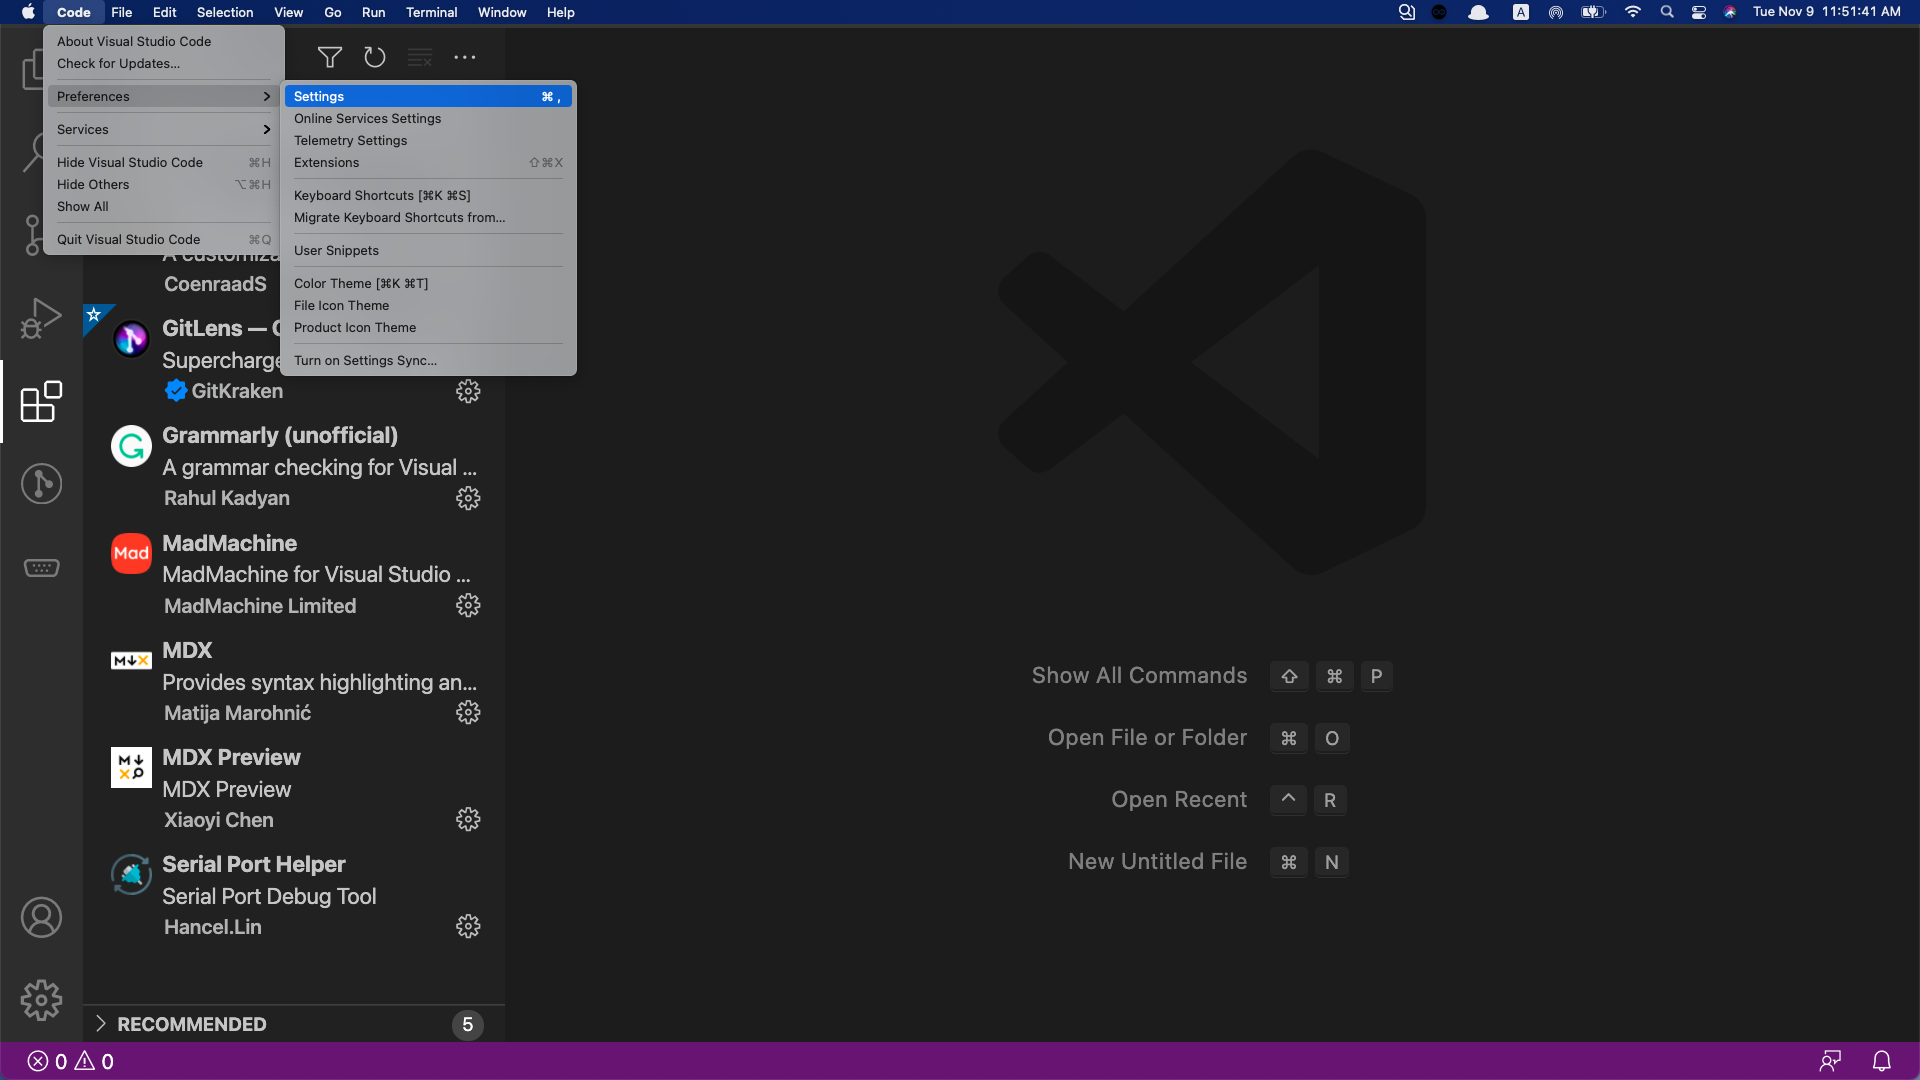 Code File Edit Selection View Go Run Terminal Window Help
A
Tue Nov 9 11:51:41 AM
About Visual Studio Code
Check for Updates...
Preferences
Services
Hide Visual Studio Code ⌘H
Hide Others ⌥⌘H
Show All
Quit Visual Studio Code ⌘Q
Settings ⌘,
Online Services Settings
Telemetry Settings
Extensions ⇧⌘X
Keyboard Shortcuts [⌘K ⌘S]
Migrate Keyboard Shortcuts from...
User Snippets
Color Theme [⌘K ⌘T]
File Icon Theme
Product Icon Theme
Turn on Settings Sync...
A customiza
CoenraadS
GitLens —
Supercharge
GitKraken
Grammarly (unofficial)
A grammar checking for Visual ...
Rahul Kadyan
Mad
MadMachine
MadMachine for Visual Studio ...
MadMachine Limited
M↓X
MDX
Provides syntax highlighting an...
Matija Marohnić
MDX Preview
MDX Preview
Xiaoyi Chen
Serial Port Helper
Serial Port Debug Tool
Hancel.Lin
RECOMMENDED 5
0 0
Show All Commands ⇧ ⌘ P
Open File or Folder ⌘ O
Open Recent ^ R
New Untitled File ⌘ N